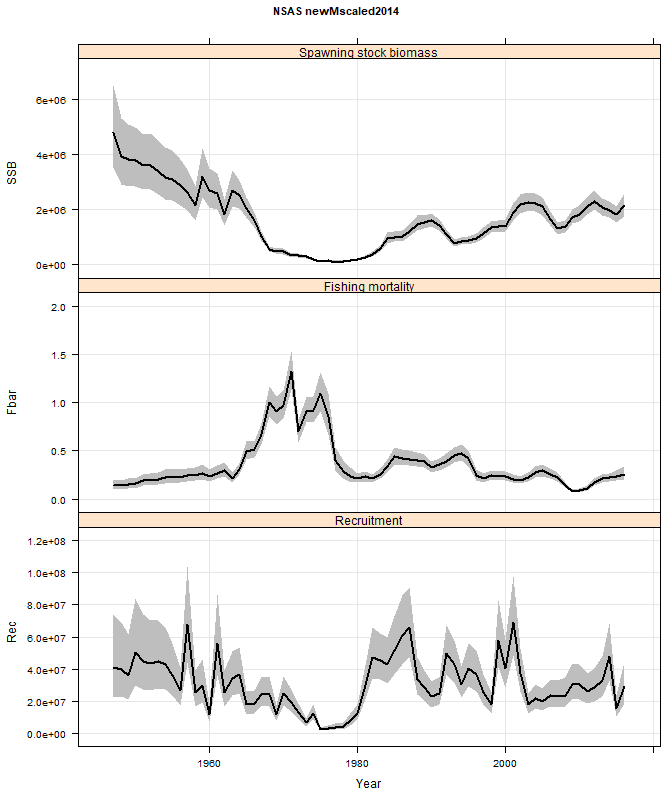 NSAS newMscaled2014
Spawning stock biomass
6e+06
4e+06
2e+06
0e+00
SSB
Fishing mortality
2.0
1.5
1.0
0.5
0.0
Fbar
Recruitment
1.2e+08
1.0e+08
8.0e+07
6.0e+07
4.0e+07
2.0e+07
0.0e+00
Rec
1960
1980
2000
Year